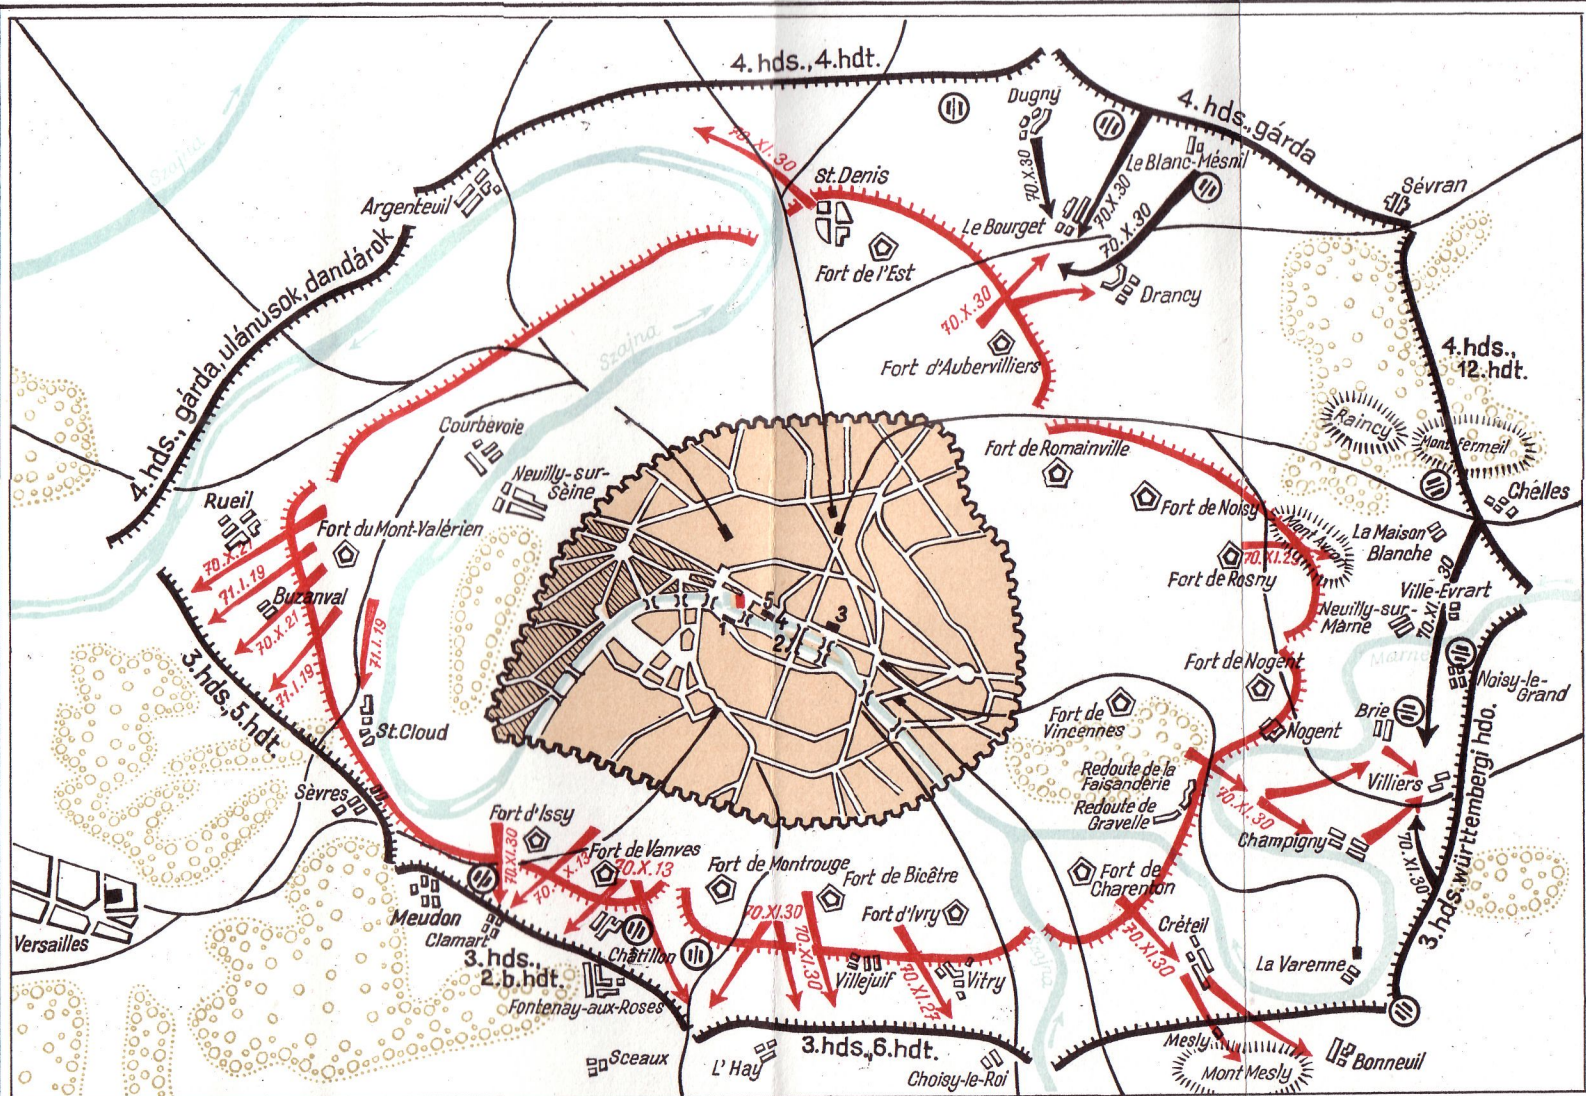 4. hds., 4. hdt.
Dugny
4. hds., gárda
Le Blanc-Mésnil
Szajna
70.XI.30
70.X.30
70.X.30
70.X.30
St. Denis
Sévran
Argenteuil
Le Bourget
Fort de l'Est
Drancy
4. hds., gárda, ulánusok, dandárok
70.X.30
Szajna
Fort d'Aubervilliers
4. hds.,
12. hdt.
Raincy
Mont Fermeil
Courbevoie
Neuilly-sur-
Sèine
Fort de Romainville
Chelles
Rueil
Fort du Mont-Valérien
Fort de Noisy
Mont Avron
La Maison
Blanche
70.X.21
71.I.19
Buzanval
70.X.21
71.I.19
71.I.19
Fort de Rosny
70.XI.29
Ville-Evrart
70.XI.30
Neuilly-sur-
Marne
Marne
1
2
3
4
5
Fort de Nogent
Noisy-le-
Grand
3. hds., 5. hdt.
St. Cloud
Fort de
Vincennes
Nogent
Brie
Redoute de la
Faisanderie
Redoute de
Gravelle
Villiers
Sèvres
70.XI.30
Champigny
70.XI.30
3. hds. württembergi hdo.
Fort d'Issy
70.XI.30
70.X.13
Fort de Vanves
70.X.13
Fort de Montrouge
Fort de Bicêtre
Fort d'Ivry
Fort de
Charenton
Versailles
Meudon
Clamart
Châtillon
70.XI.30
70.XI.30
70.XI.27
70.XI.30
Créteil
3. hds.,
2. b. hdt.
Fontenay-aux-Roses
Villejuif
Vitry
Szajna
La Varenne
Sceaux
L'Hay
3. hds., 6. hdt.
Choisy-le-Roi
Mesly
Mont Mesly
Bonneuil